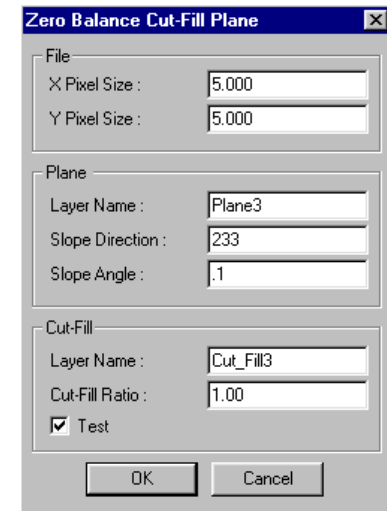 Zero Balance Cut-Fill Plane
File
X Pixel Size : 5.000
Y Pixel Size : 5.000
Plane
Layer Name : Plane3
Slope Direction : 233
Slope Angle : .1
Cut-Fill
Layer Name : Cut_Fill3
Cut-Fill Ratio : 1.00
Test
OK Cancel